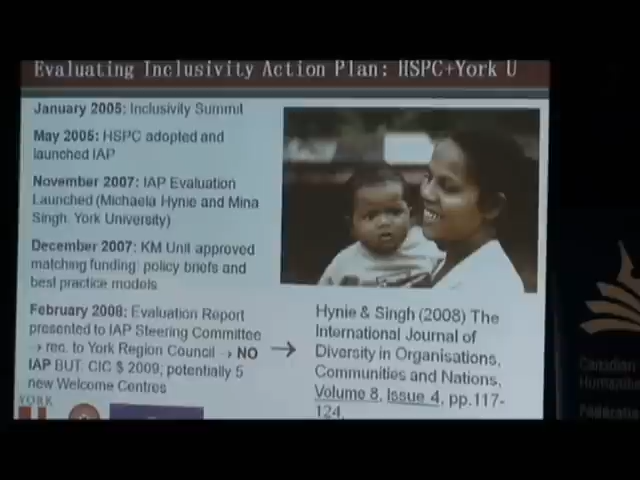 Evaluating Inclusivity Action Plan: HSPC+York U
January 2005: Inclusivity Summit
May 2005: HSPC adopted and
launched IAP
November 2007: IAP Evaluation
Launched (Michaela Hynie and Mina
Singh, York University)
December 2007: KM Unit approved
matching funding: policy briefs and
best practice models
February 2008: Evaluation Report
presented to IAP Steering Committee
→ rec. to York Region Council → NO
IAP BUT CIC $ 2009; potentially 5
new Welcome Centres
→
Hynie & Singh (2008) The
International Journal of
Diversity in Organisations,
Communities and Nations,
Volume 8, Issue 4, pp.117-
124.
YORK
Canadian